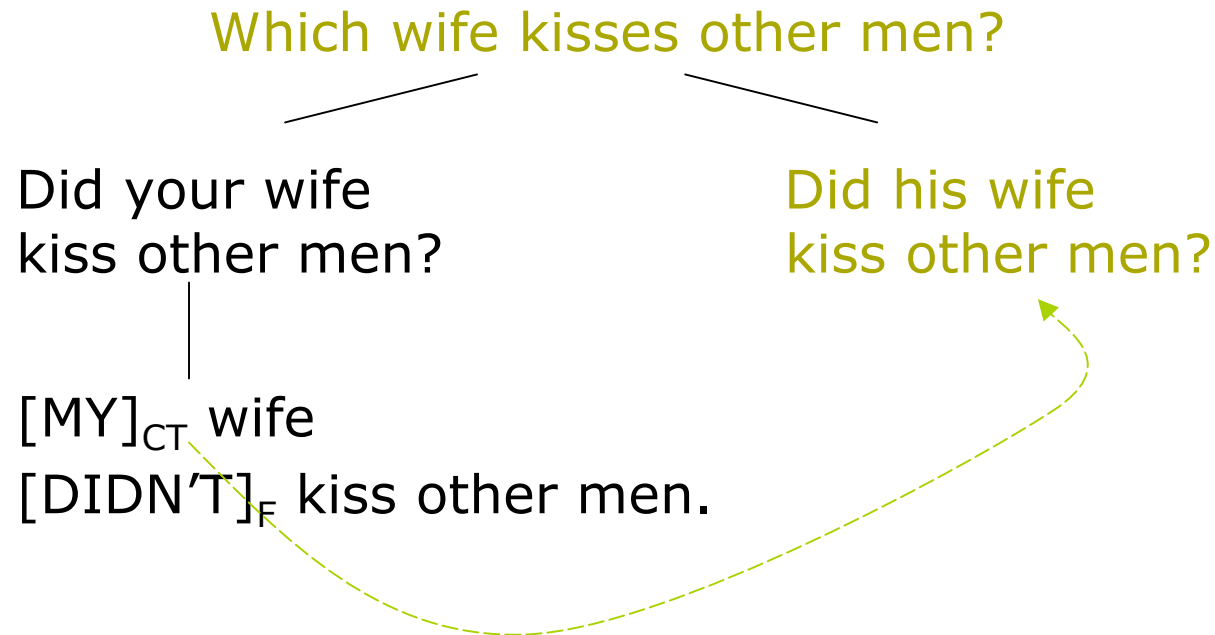 Which wife kisses other men?
Did your wife
kiss other men?
Did his wife
kiss other men?
[MY]CT wife
[DIDN'T]F kiss other men.